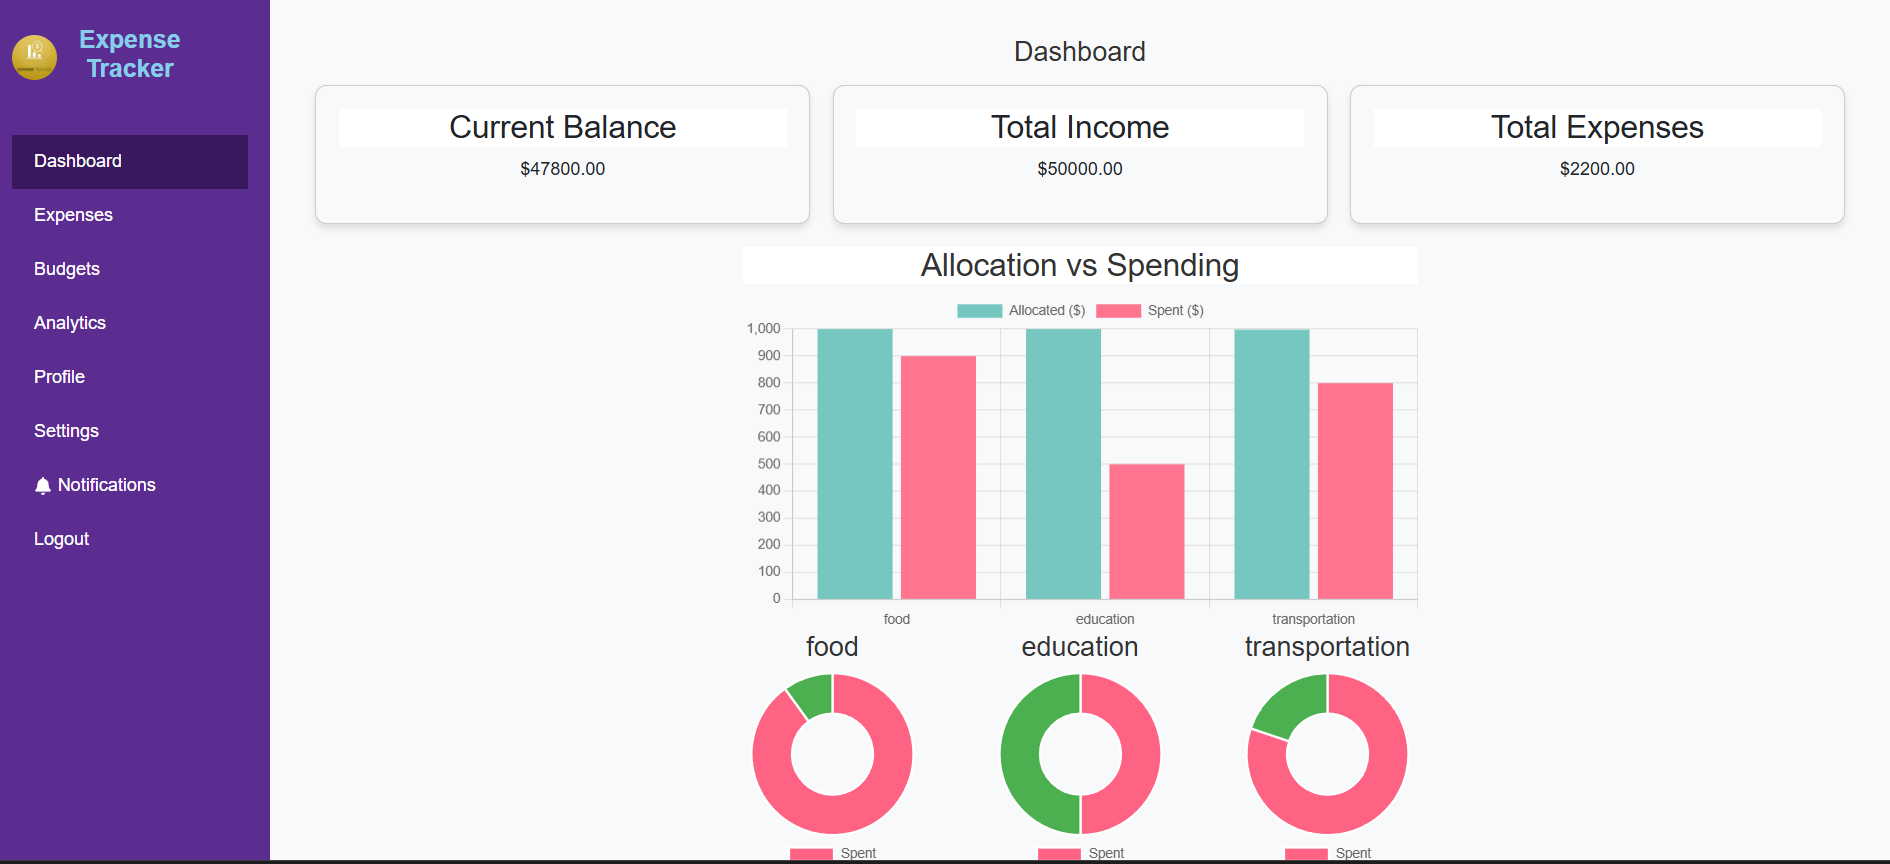 Expense
Tracker
Dashboard
Expenses
Budgets
Analytics
Profile
Settings
Notifications
Logout
Dashboard
Current Balance
$47800.00
Total Income
$50000.00
Total Expenses
$2200.00
Allocation vs Spending
Allocated ($) Spent ($)
1,000
900
800
700
600
500
400
300
200
100
0
food education transportation
food education transportation
Spent Spent Spent